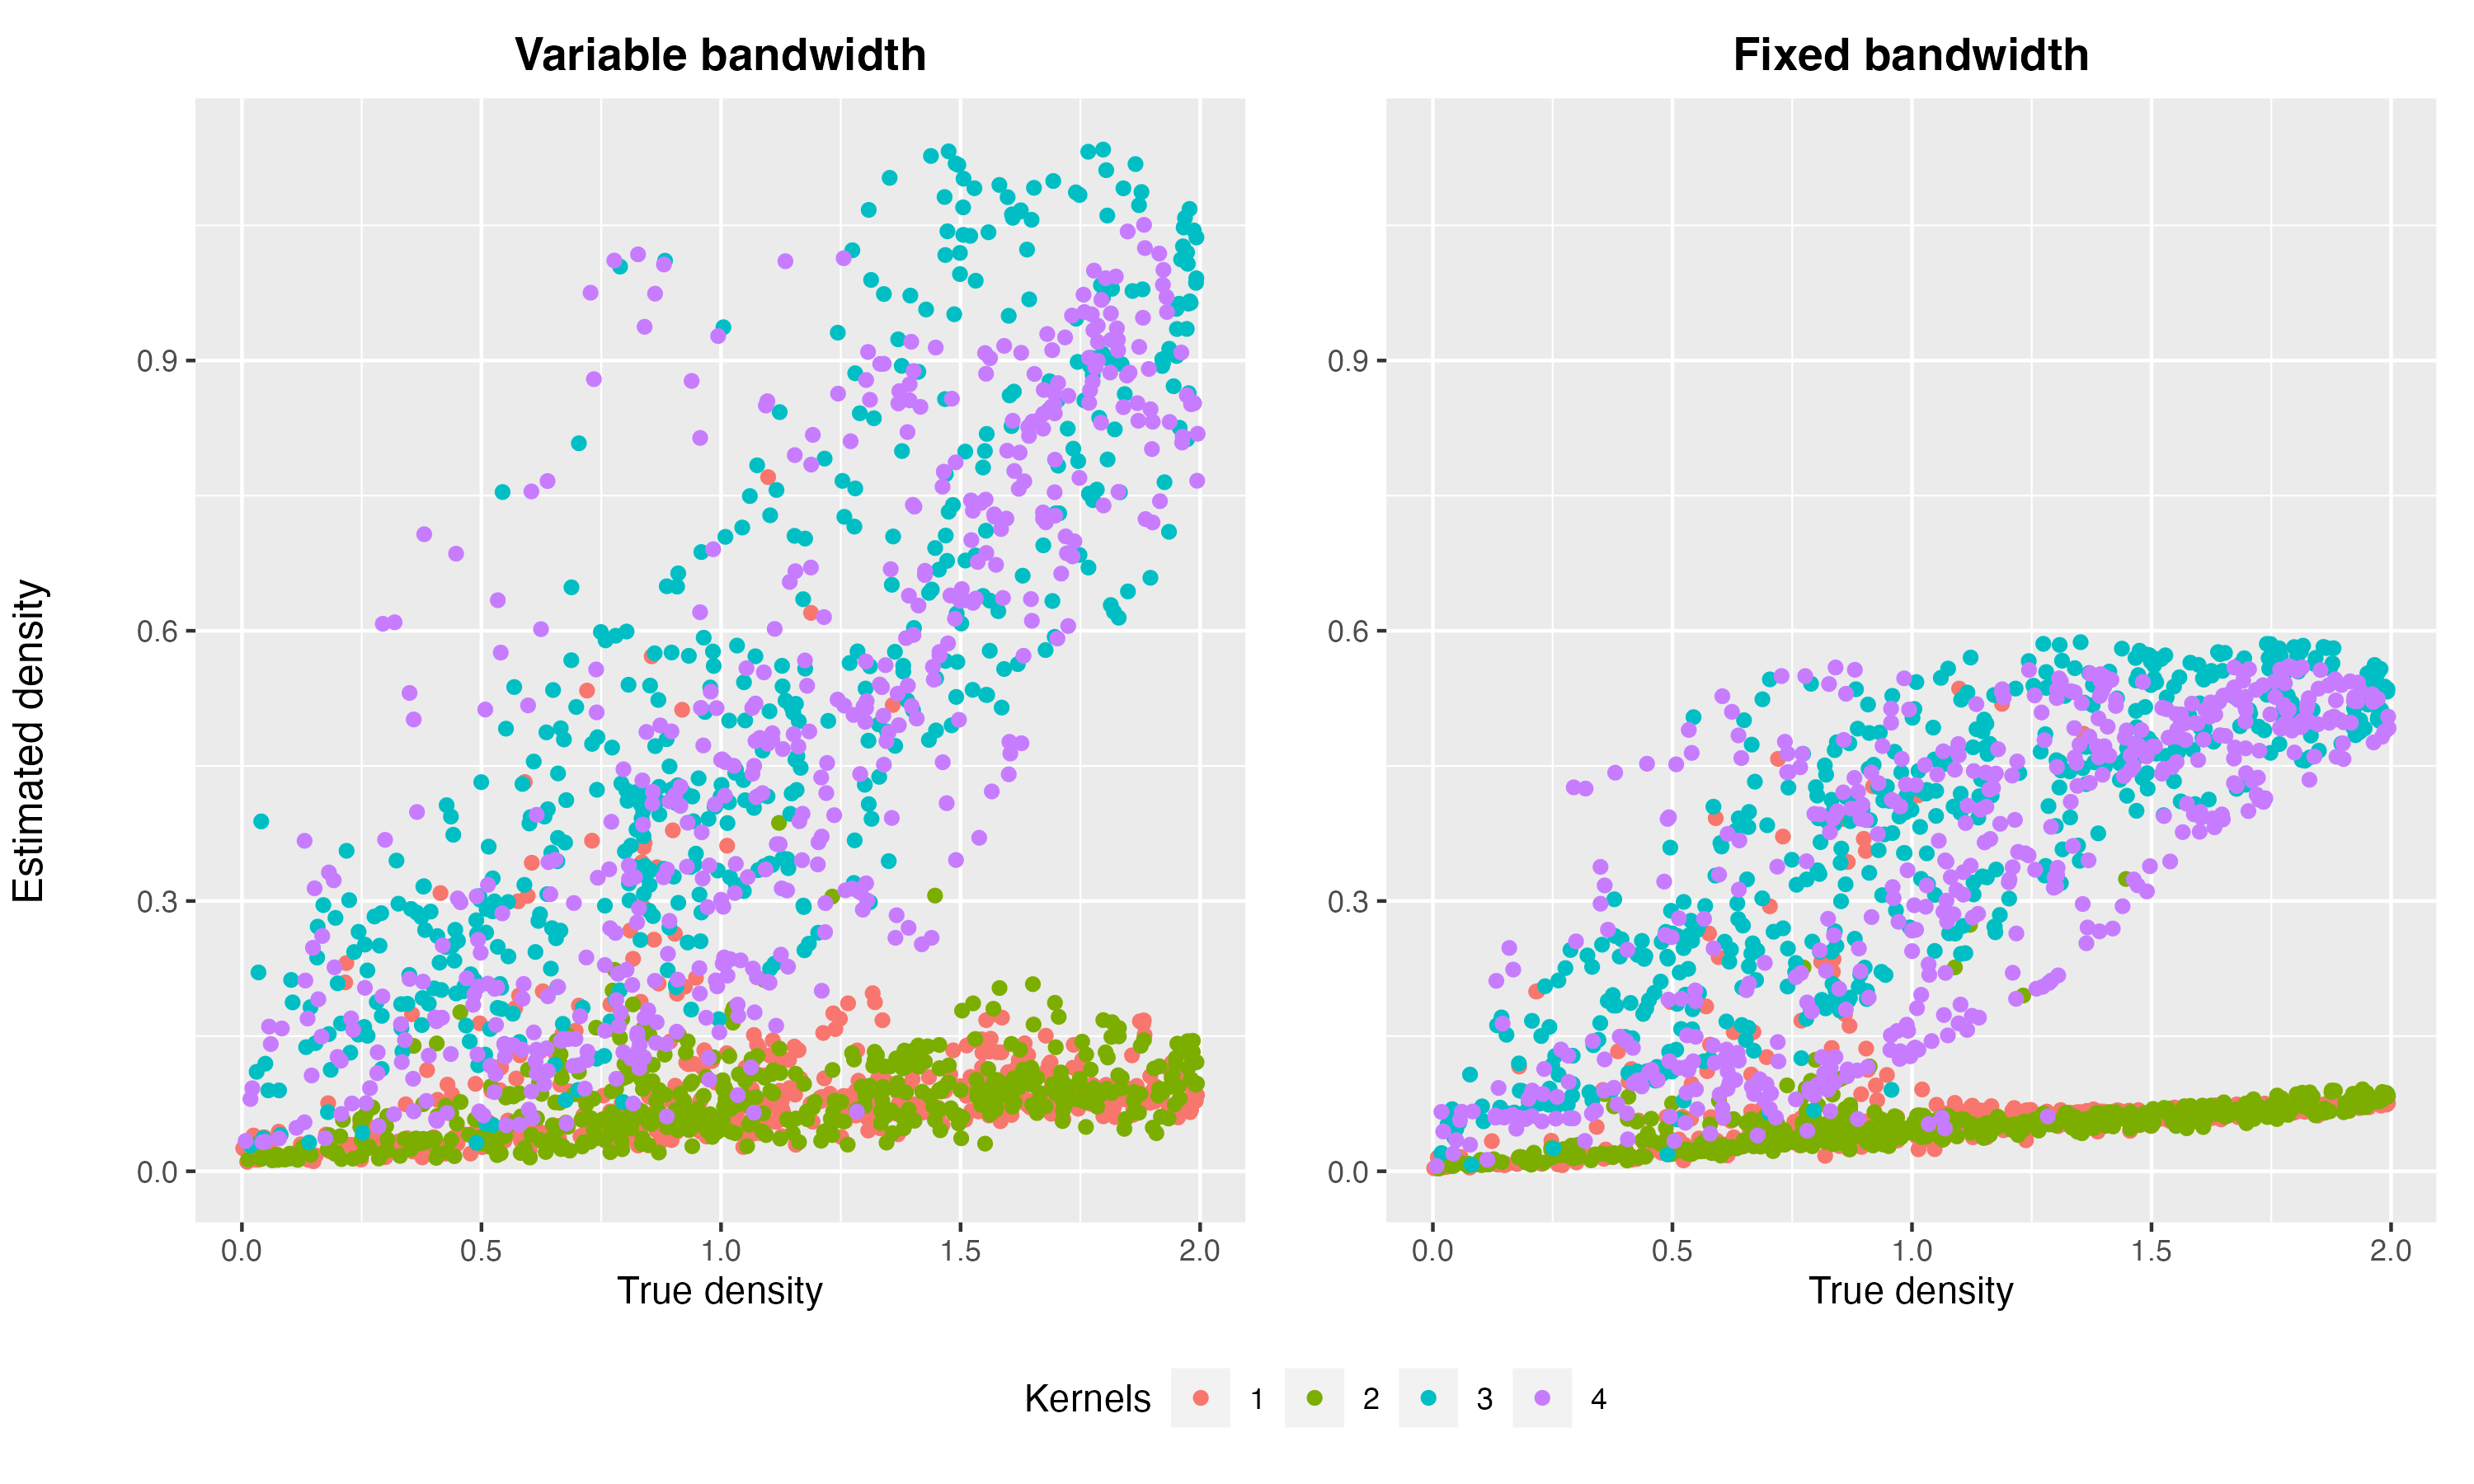 Variable bandwidth
Fixed bandwidth
Estimated density
0.9
0.6
0.3
0.0
0.0 0.5 1.0 1.5 2.0
True density
0.9
0.6
0.3
0.0
0.0 0.5 1.0 1.5 2.0
True density
Kernels 1 2 3 4